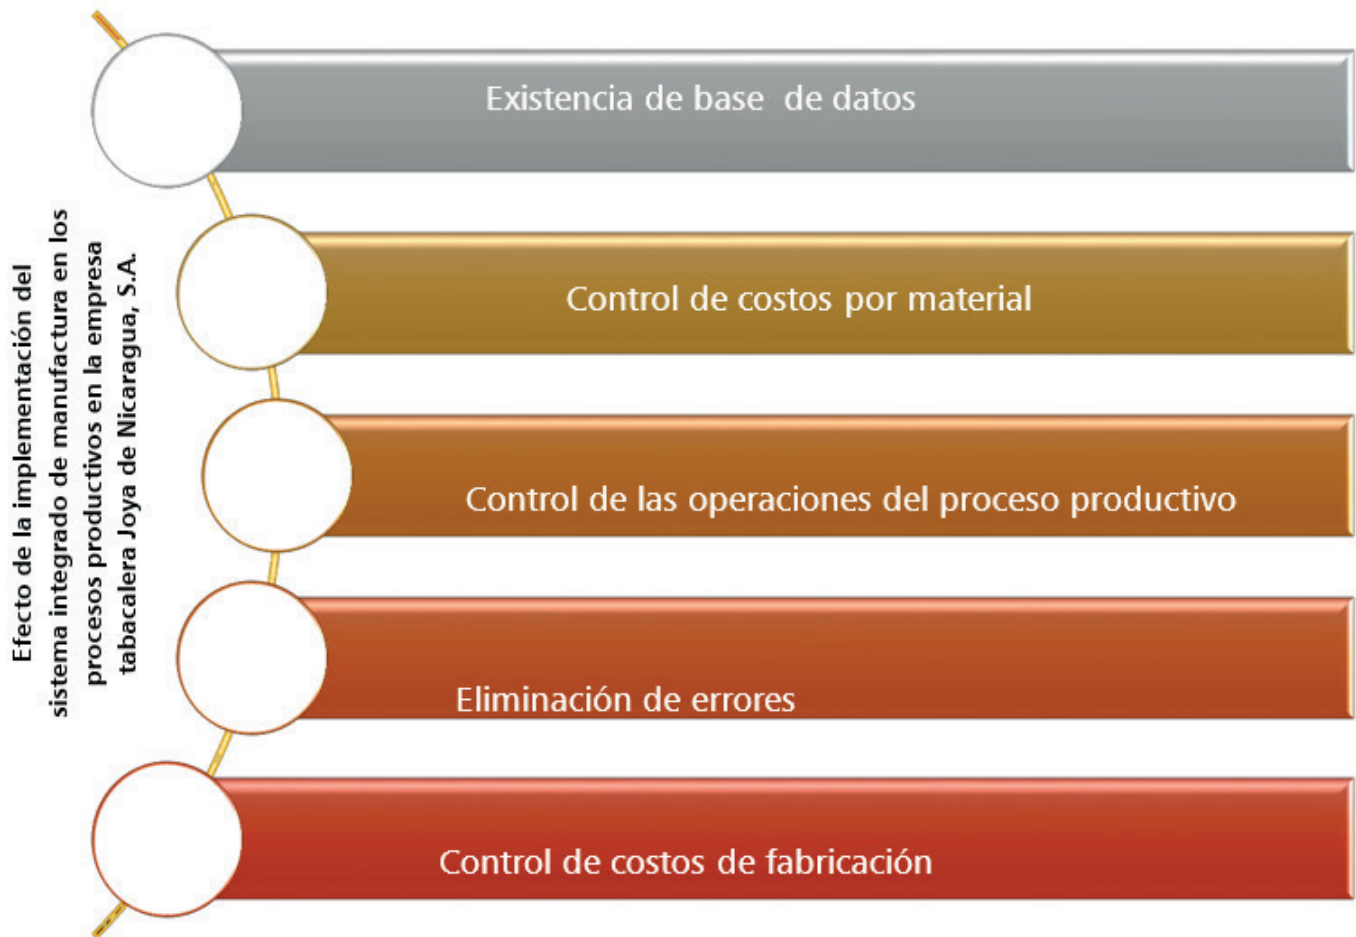 Efecto de la implementación del
sistema integrado de manufactura en los
procesos productivos en la empresa
tabacalera Joya de Nicaragua, S.A.
Existencia de base de datos
Control de costos por material
Control de las operaciones del proceso productivo
Eliminación de errores
Control de costos de fabricación